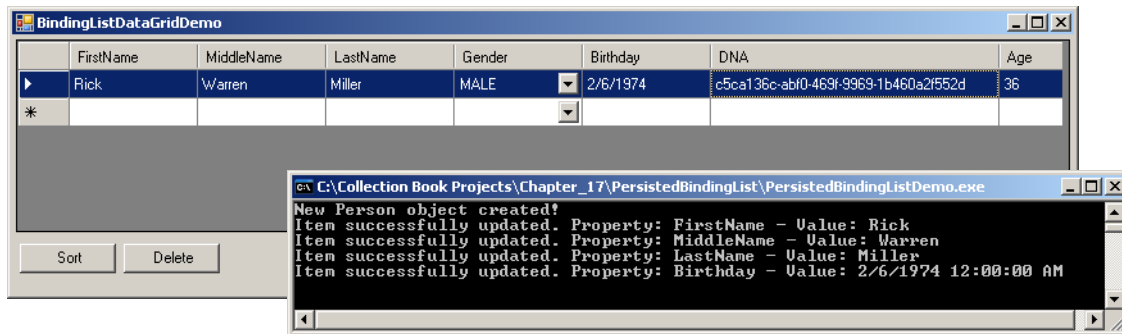 BindingListDataGridDemo
FirstName MiddleName LastName Gender Birthday DNA Age
Rick Warren Miller MALE 2/6/1974 c5ca136c-abf0-469f-9969-1b460a2f552d 36
Sort Delete
C:\Collection Book Projects\Chapter_17\PersistedBindingList\PersistedBindingListDemo.exe
New Person object created!
Item successfully updated. Property: FirstName - Value: Rick
Item successfully updated. Property: MiddleName - Value: Warren
Item successfully updated. Property: LastName - Value: Miller
Item successfully updated. Property: Birthday - Value: 2/6/1974 12:00:00 AM